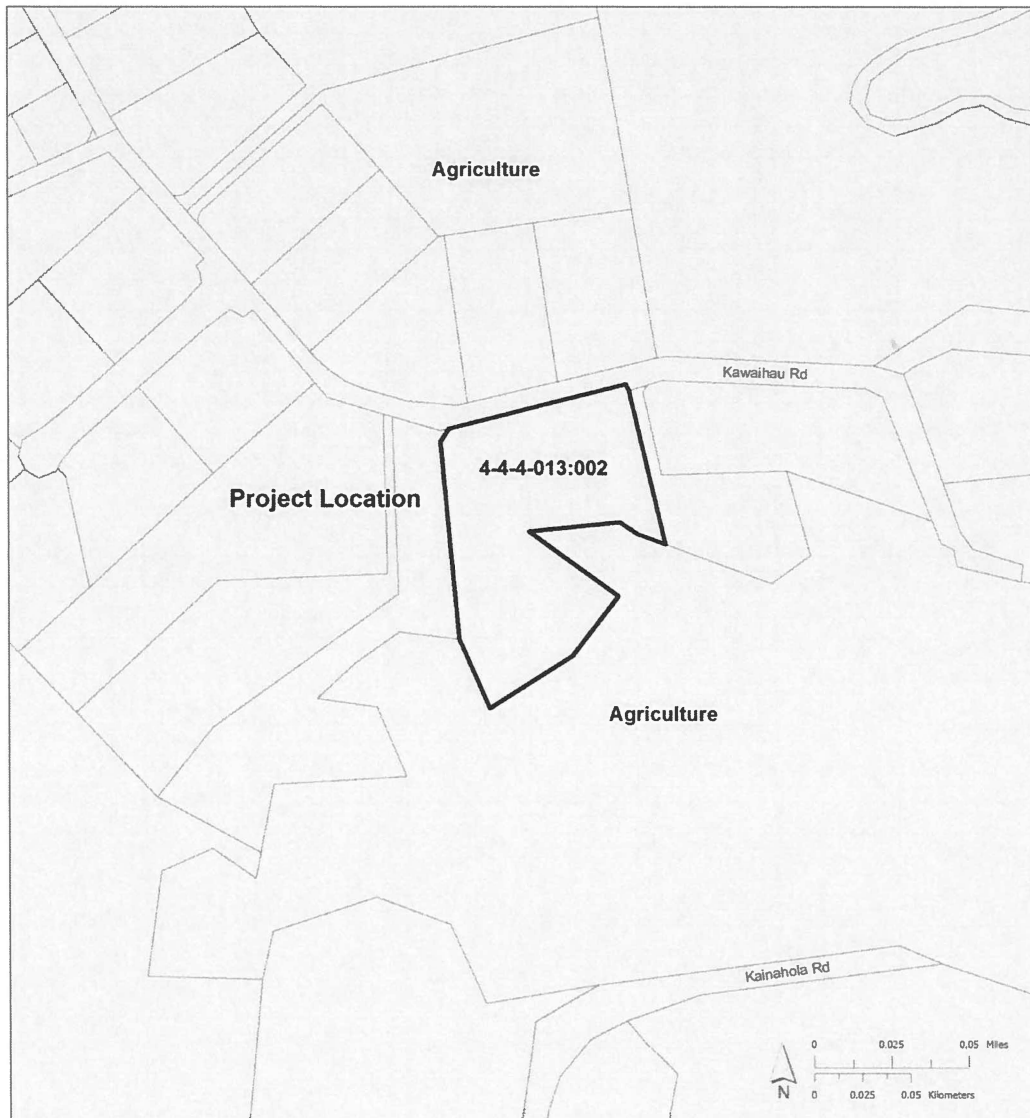 Agriculture
Kawaihau Rd
4-4-4-013:002
Project Location
Agriculture
Kainahola Rd
0 0.025 0.05 Miles
0 0.025 0.05 Kilometers
N